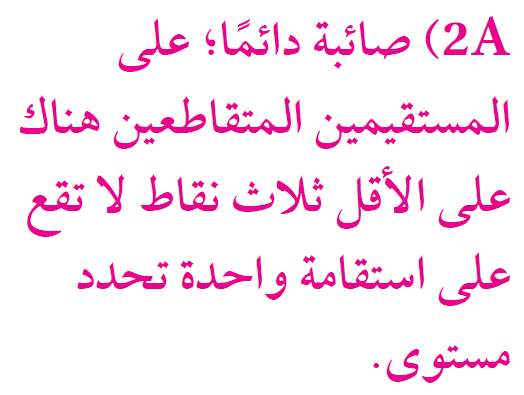 2A) صائبة دائمًا؛ على
المستقيمين المتقاطعين هناك
على الأقل ثلاث نقاط لا تقع
على استقامة واحدة تحدد
مستوى.